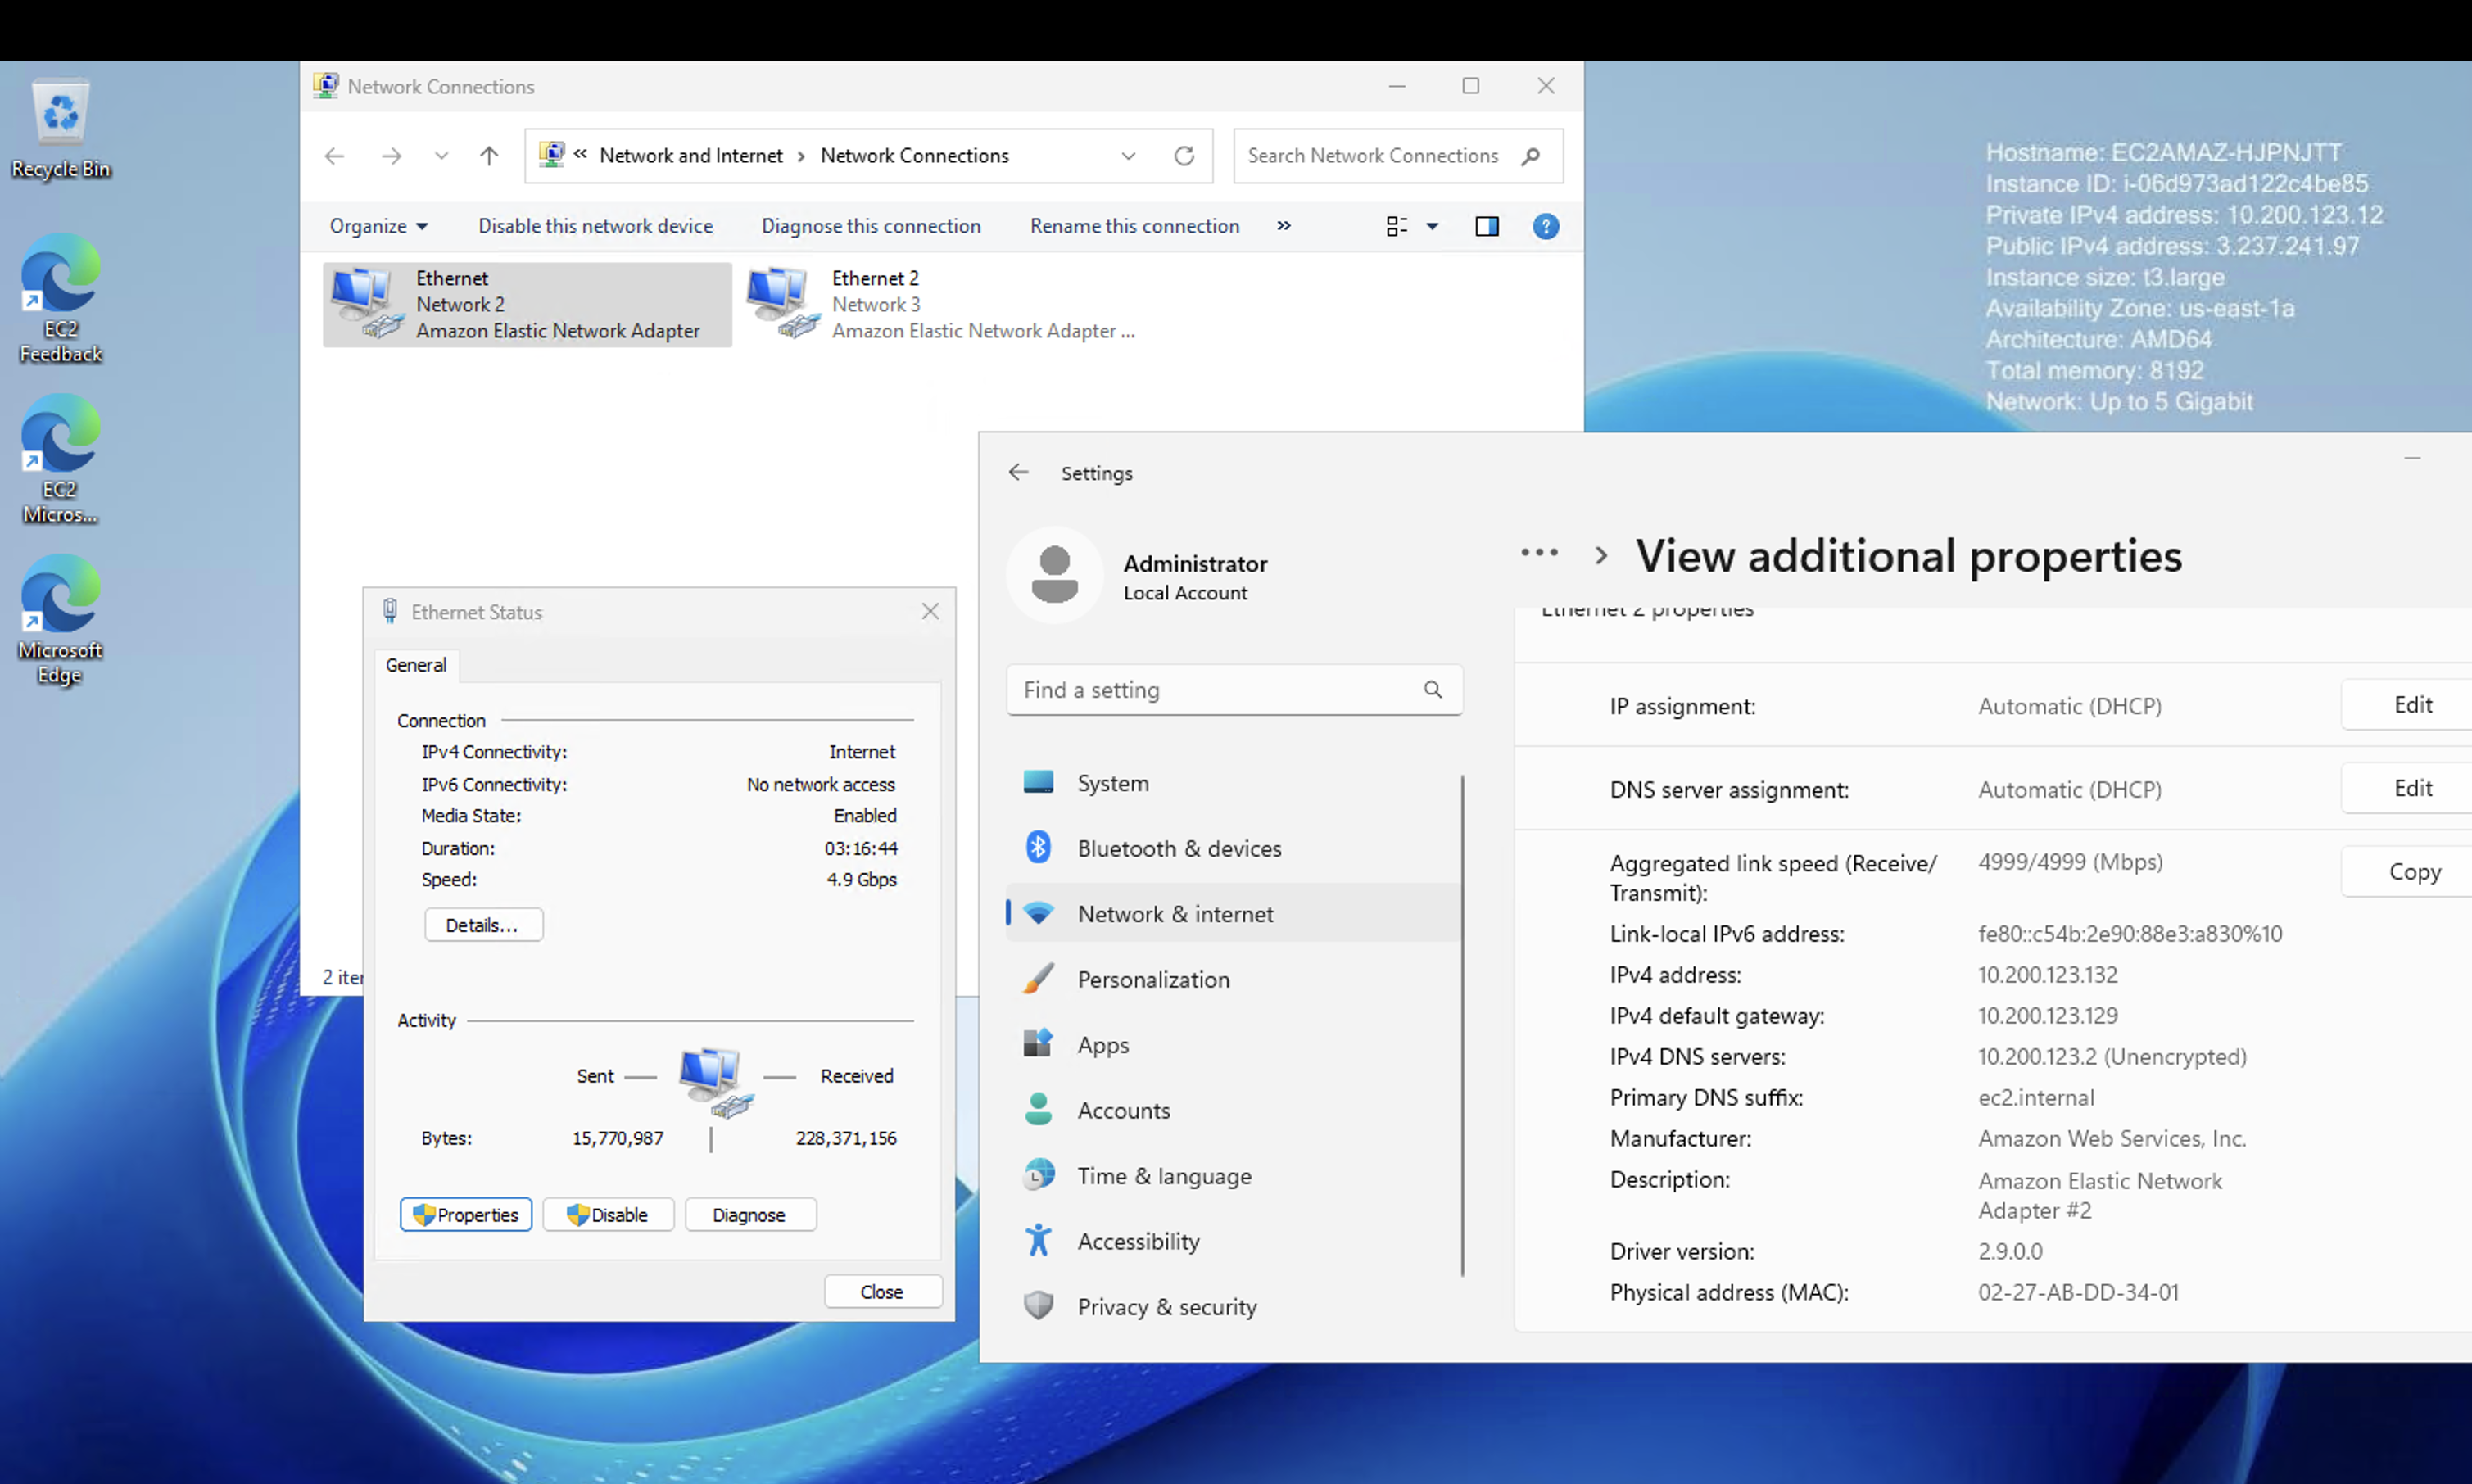 Recycle Bin
EC2
Feedback
EC2
Micros...
Microsoft
Edge
Network Connections
« Network and Internet › Network Connections
Search Network Connections
Organize
Disable this network device
Diagnose this connection
Rename this connection
»
?
Ethernet
Network 2
Amazon Elastic Network Adapter
Ethernet 2
Network 3
Amazon Elastic Network Adapter ...
Hostname: EC2AMAZ-HJPNJTT
Instance ID: i-06d973ad122c4be85
Private IPv4 address: 10.200.123.12
Public IPv4 address: 3.237.241.97
Instance size: t3.large
Availability Zone: us-east-1a
Architecture: AMD64
Total memory: 8192
Network: Up to 5 Gigabit
2 iter
Ethernet Status
General
Connection
IPv4 Connectivity: Internet
IPv6 Connectivity: No network access
Media State: Enabled
Duration: 03:16:44
Speed: 4.9 Gbps
Details...
Activity
Sent — — Received
Bytes: 15,770,987 | 228,371,156
Properties
Disable
Diagnose
Close
Settings
Administrator
Local Account
Find a setting
System
Bluetooth & devices
Network & internet
Personalization
Apps
Accounts
Time & language
Accessibility
Privacy & security
... › View additional properties
Ethernet 2 properties
IP assignment: Automatic (DHCP) Edit
DNS server assignment: Automatic (DHCP) Edit
Aggregated link speed (Receive/ 4999/4999 (Mbps) Copy
Transmit):
Link-local IPv6 address: fe80::c54b:2e90:88e3:a830%10
IPv4 address: 10.200.123.132
IPv4 default gateway: 10.200.123.129
IPv4 DNS servers: 10.200.123.2 (Unencrypted)
Primary DNS suffix: ec2.internal
Manufacturer: Amazon Web Services, Inc.
Description: Amazon Elastic Network
Adapter #2
Driver version: 2.9.0.0
Physical address (MAC): 02-27-AB-DD-34-01